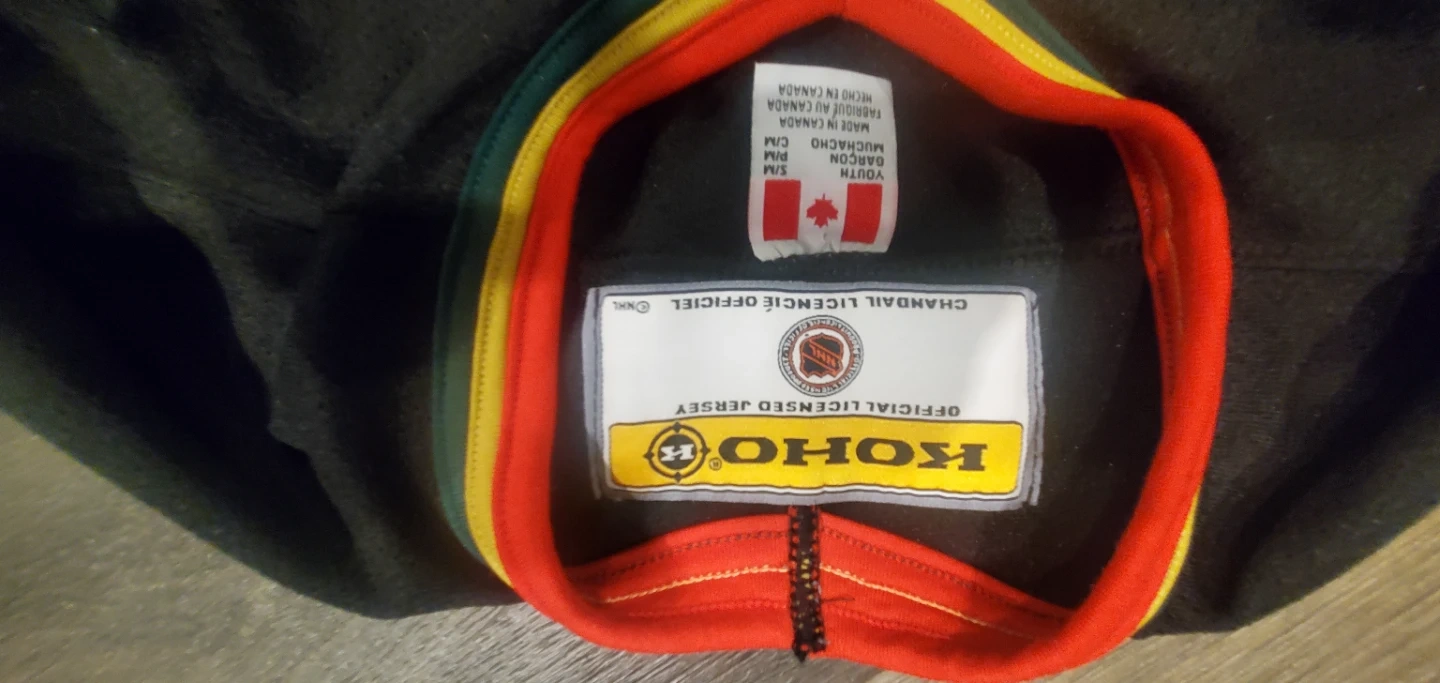 KOHO® K
OFFICIAL LICENSED JERSEY
NHL
CHANDAIL LICENCIÉ OFFICIEL ©NHL
YOUTH S/M
GARÇON P/M
MUCHACHO C/M
MADE IN CANADA
FABRIQUÉ AU CANADA
HECHO EN CANADA